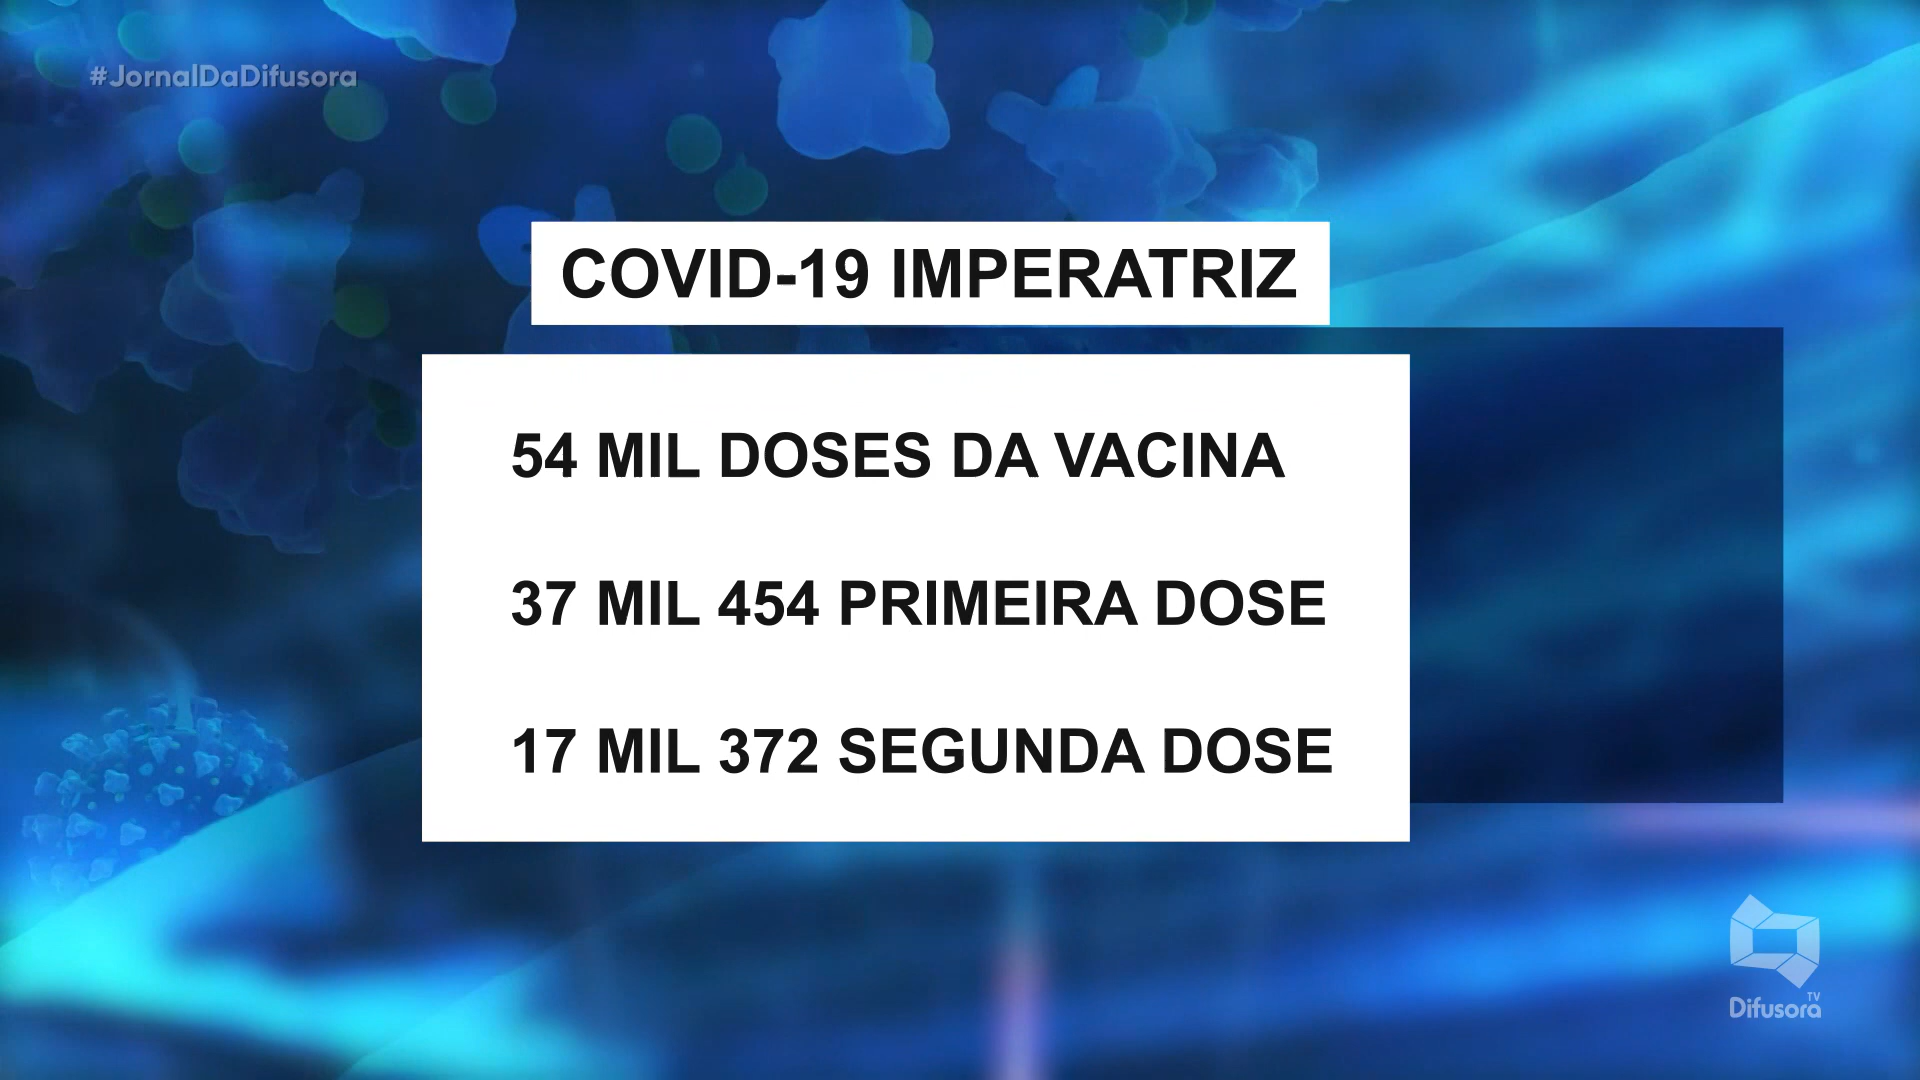 #JornalDaDifusora
COVID-19 IMPERATRIZ
54 MIL DOSES DA VACINA
37 MIL 454 PRIMEIRA DOSE
17 MIL 372 SEGUNDA DOSE
TV
Difusora